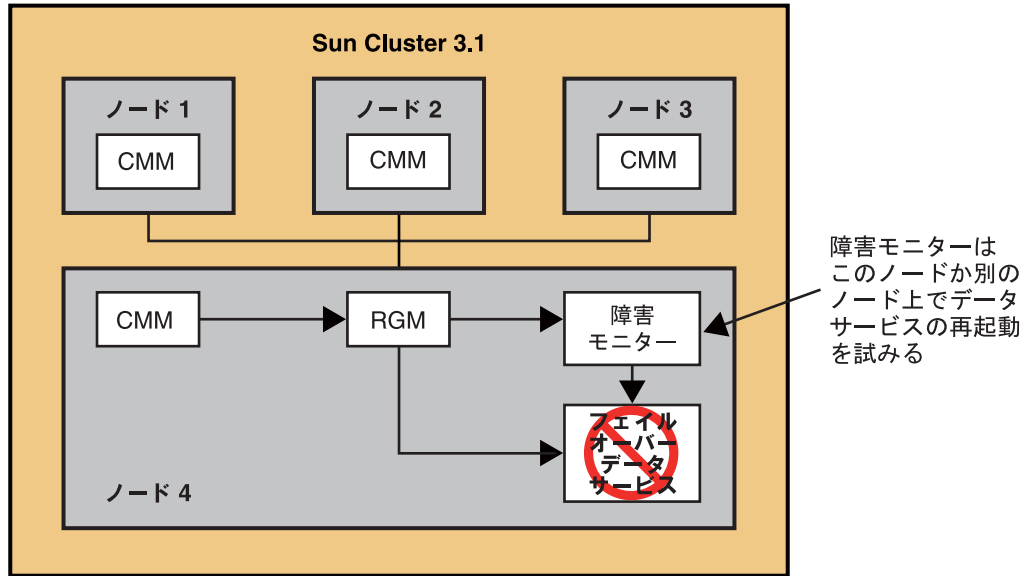 Sun Cluster 3.1
ノード 1
CMM
ノード 2
CMM
ノード 3
CMM
CMM
RGM
障害
モニター
フェイル
オーバー
データ
サービス
ノード 4
障害モニターは
このノードか別の
ノード上でデータ
サービスの再起動
を試みる